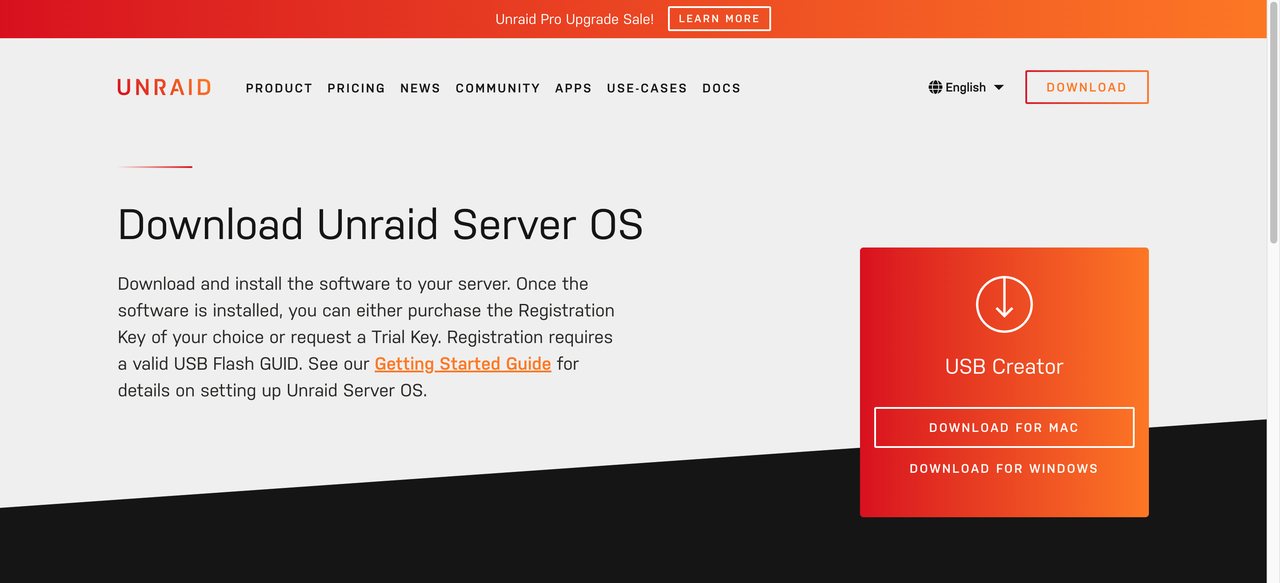 Unraid Pro Upgrade Sale! LEARN MORE
UNRAID PRODUCT PRICING NEWS COMMUNITY APPS USE-CASES DOCS English DOWNLOAD
Download Unraid Server OS
Download and install the software to your server. Once the
software is installed, you can either purchase the Registration
Key of your choice or request a Trial Key. Registration requires
a valid USB Flash GUID. See our Getting Started Guide for
details on setting up Unraid Server OS.
USB Creator
DOWNLOAD FOR MAC
DOWNLOAD FOR WINDOWS